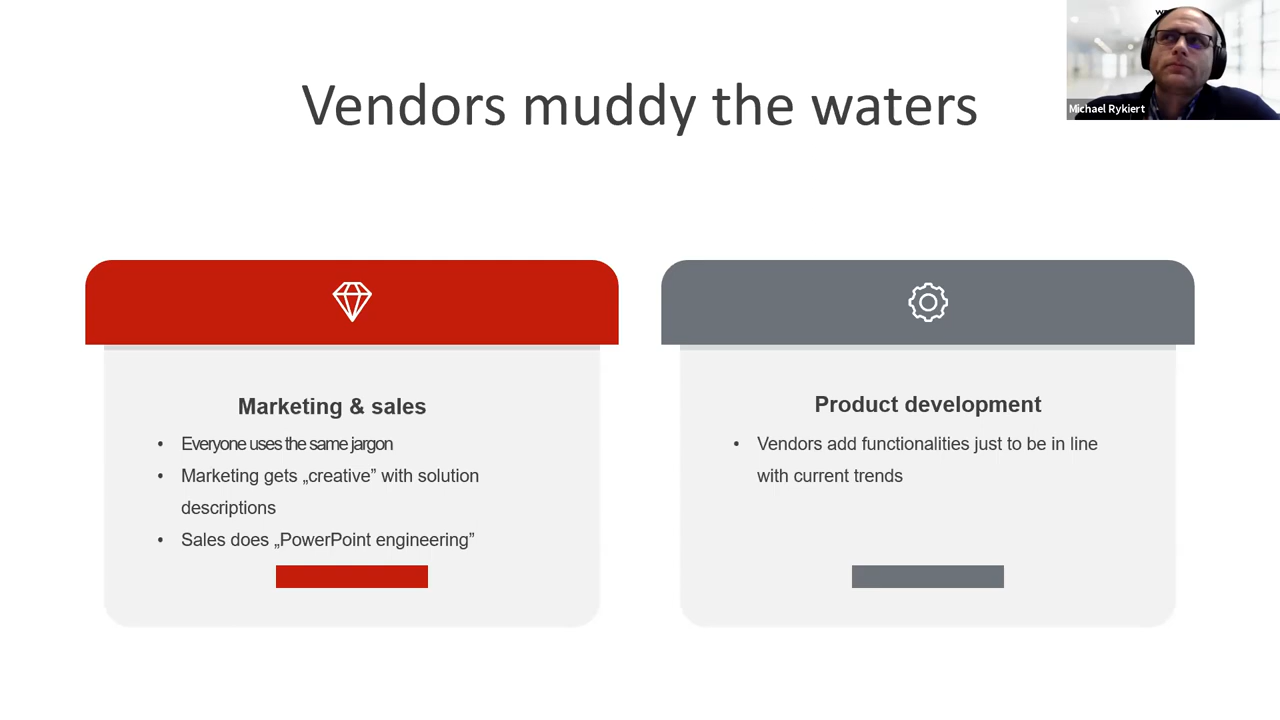 Vendors muddy the waters
Michael Rykiert
Marketing & sales
• Everyone uses the same jargon
• Marketing gets „creative” with solution
descriptions
• Sales does „PowerPoint engineering”
Product development
• Vendors add functionalities just to be in line
with current trends